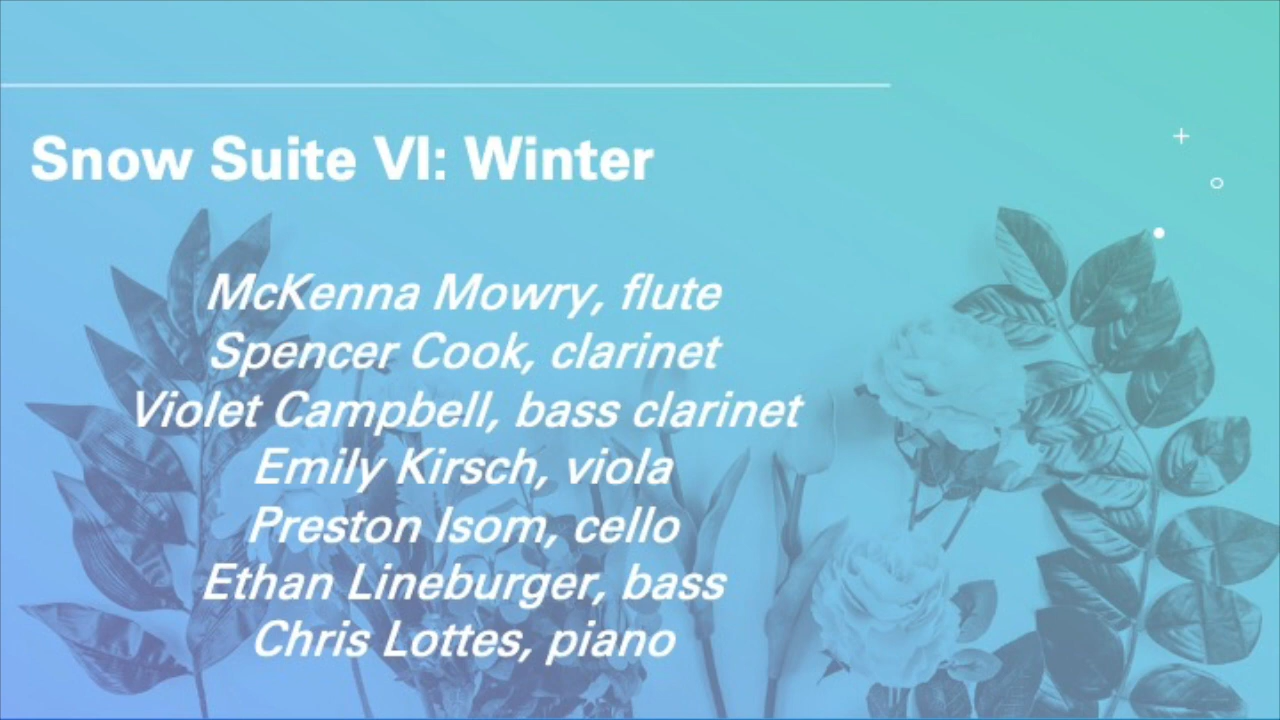 Snow Suite VI: Winter
McKenna Mowry, flute
Spencer Cook, clarinet
Violet Campbell, bass clarinet
Emily Kirsch, viola
Preston Isom, cello
Ethan Lineburger, bass
Chris Lottes, piano